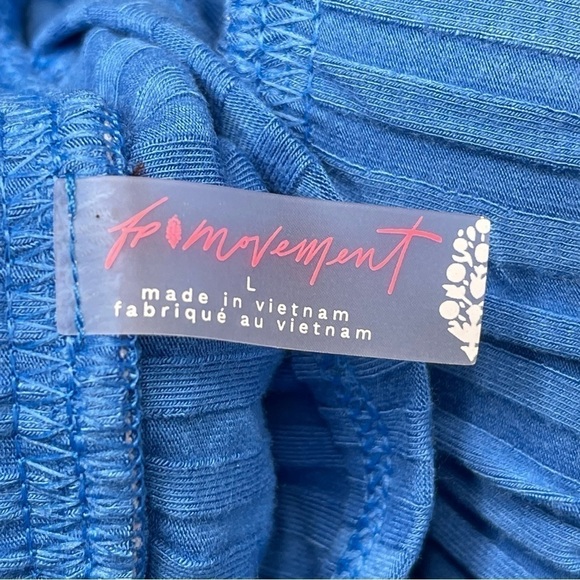 fp movement
L
made in vietnam
fabriqué au vietnam